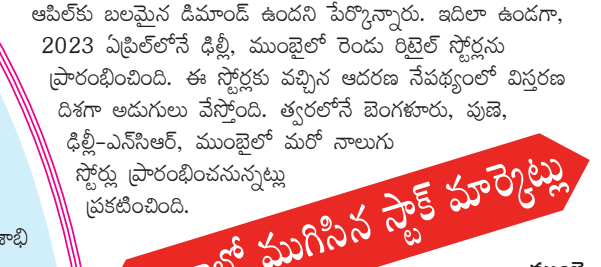 ఆపిల్‌కు బలమైన డిమాండ్ ఉందని పేర్కొన్నారు. ఇదిలా ఉండగా,
2023 ఏప్రిల్‌లోనే ఢిల్లీ, ముంబైలో రెండు రిటైల్ స్టోర్లను
ప్రారంభించింది. ఈ స్టోర్లకు వచ్చిన ఆదరణ నేపథ్యంలో విస్తరణ
దిశగా అడుగులు వేస్తోంది. త్వరలోనే బెంగళూరు, పుణె,
ఢిల్లీ-ఎన్‌సిఆర్, ముంబైలో మరో నాలుగు
స్టోర్లు ప్రారంభించనున్నట్లు
ప్రకటించింది.
ముగిసిన స్టాక్ మార్కెట్లు